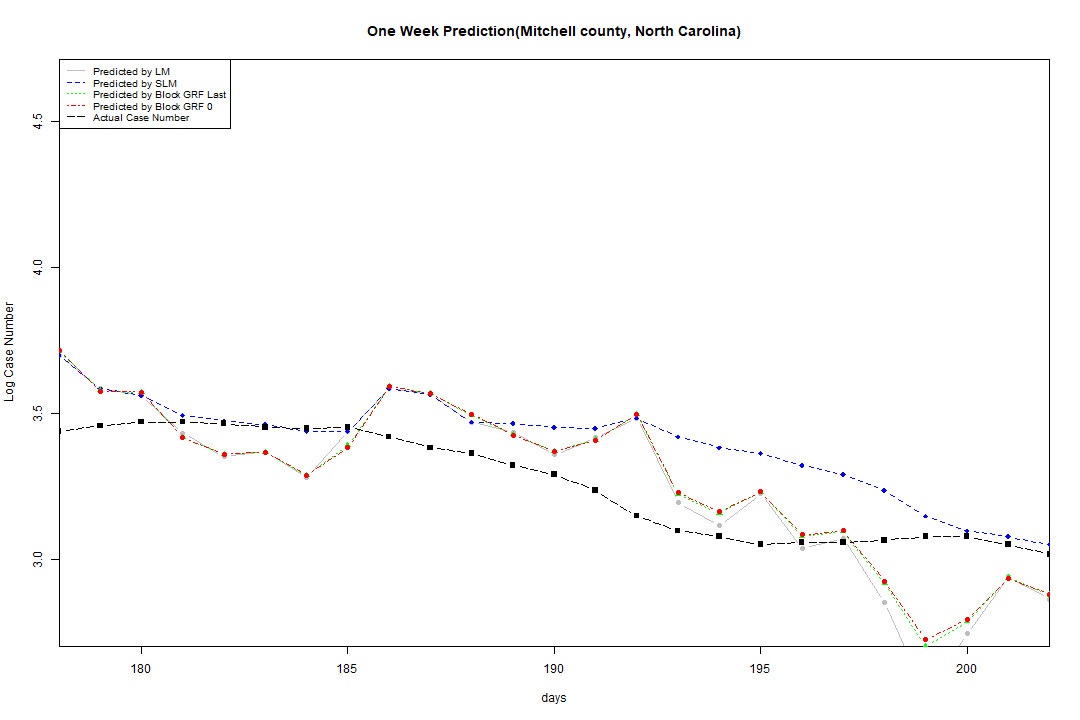 One Week Prediction(Mitchell county, North Carolina)
Predicted by LM
Predicted by SLM
Predicted by Block GRF Last
Predicted by Block GRF 0
Actual Case Number
4.5
4.0
3.5
3.0
Log Case Number
180 185 190 195 200
days